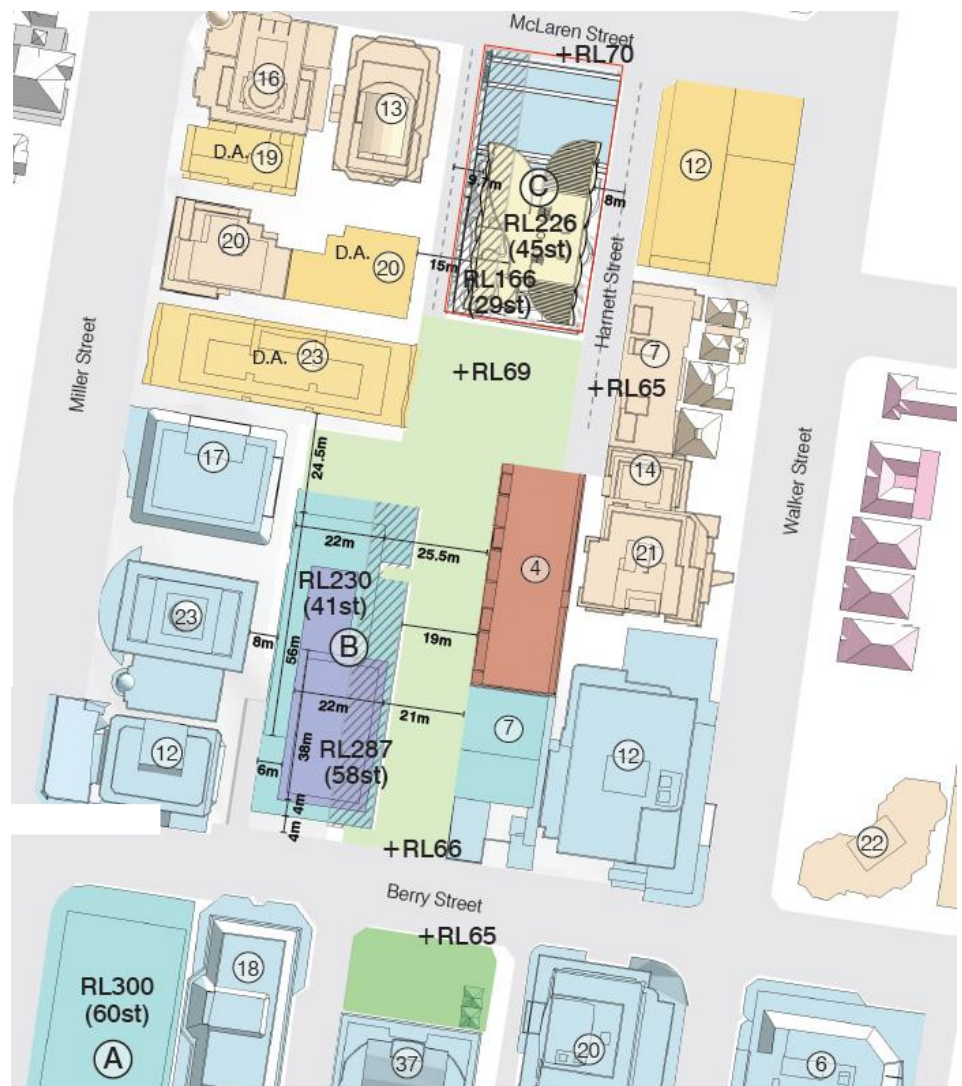 McLaren Street
+RL70
16
13
D.A. 19
12
9.7m
C
8m
RL226
(45st)
20
D.A. 20
15m
RL166
(29st)
Harnett Street
D.A. 23
+RL69
7
+RL65
Miller Street
17
24.5m
14
Walker Street
22m
25.5m
4
21
RL230
(41st)
23
8m
56m
B
19m
22m
21m
7
12
12
6m
38m
RL287
(58st)
4m
4m
+RL66
22
Berry Street
+RL65
18
RL300
(60st)
A
37
20
6